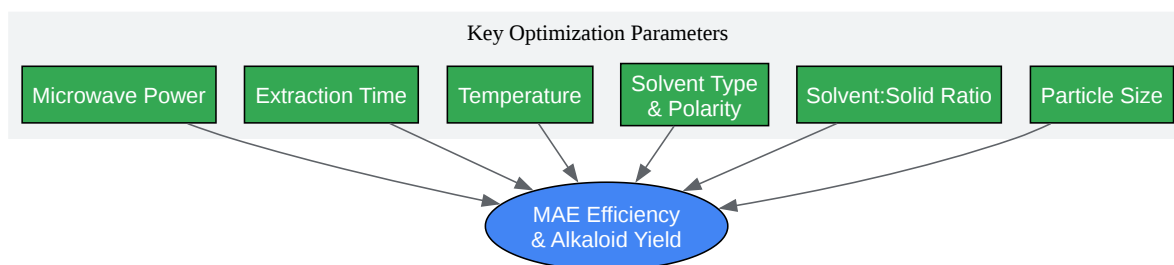 Key Optimization Parameters
Microwave Power
Extraction Time
Temperature
Solvent Type
& Polarity
Solvent:Solid Ratio
Particle Size
MAE Efficiency
& Alkaloid Yield